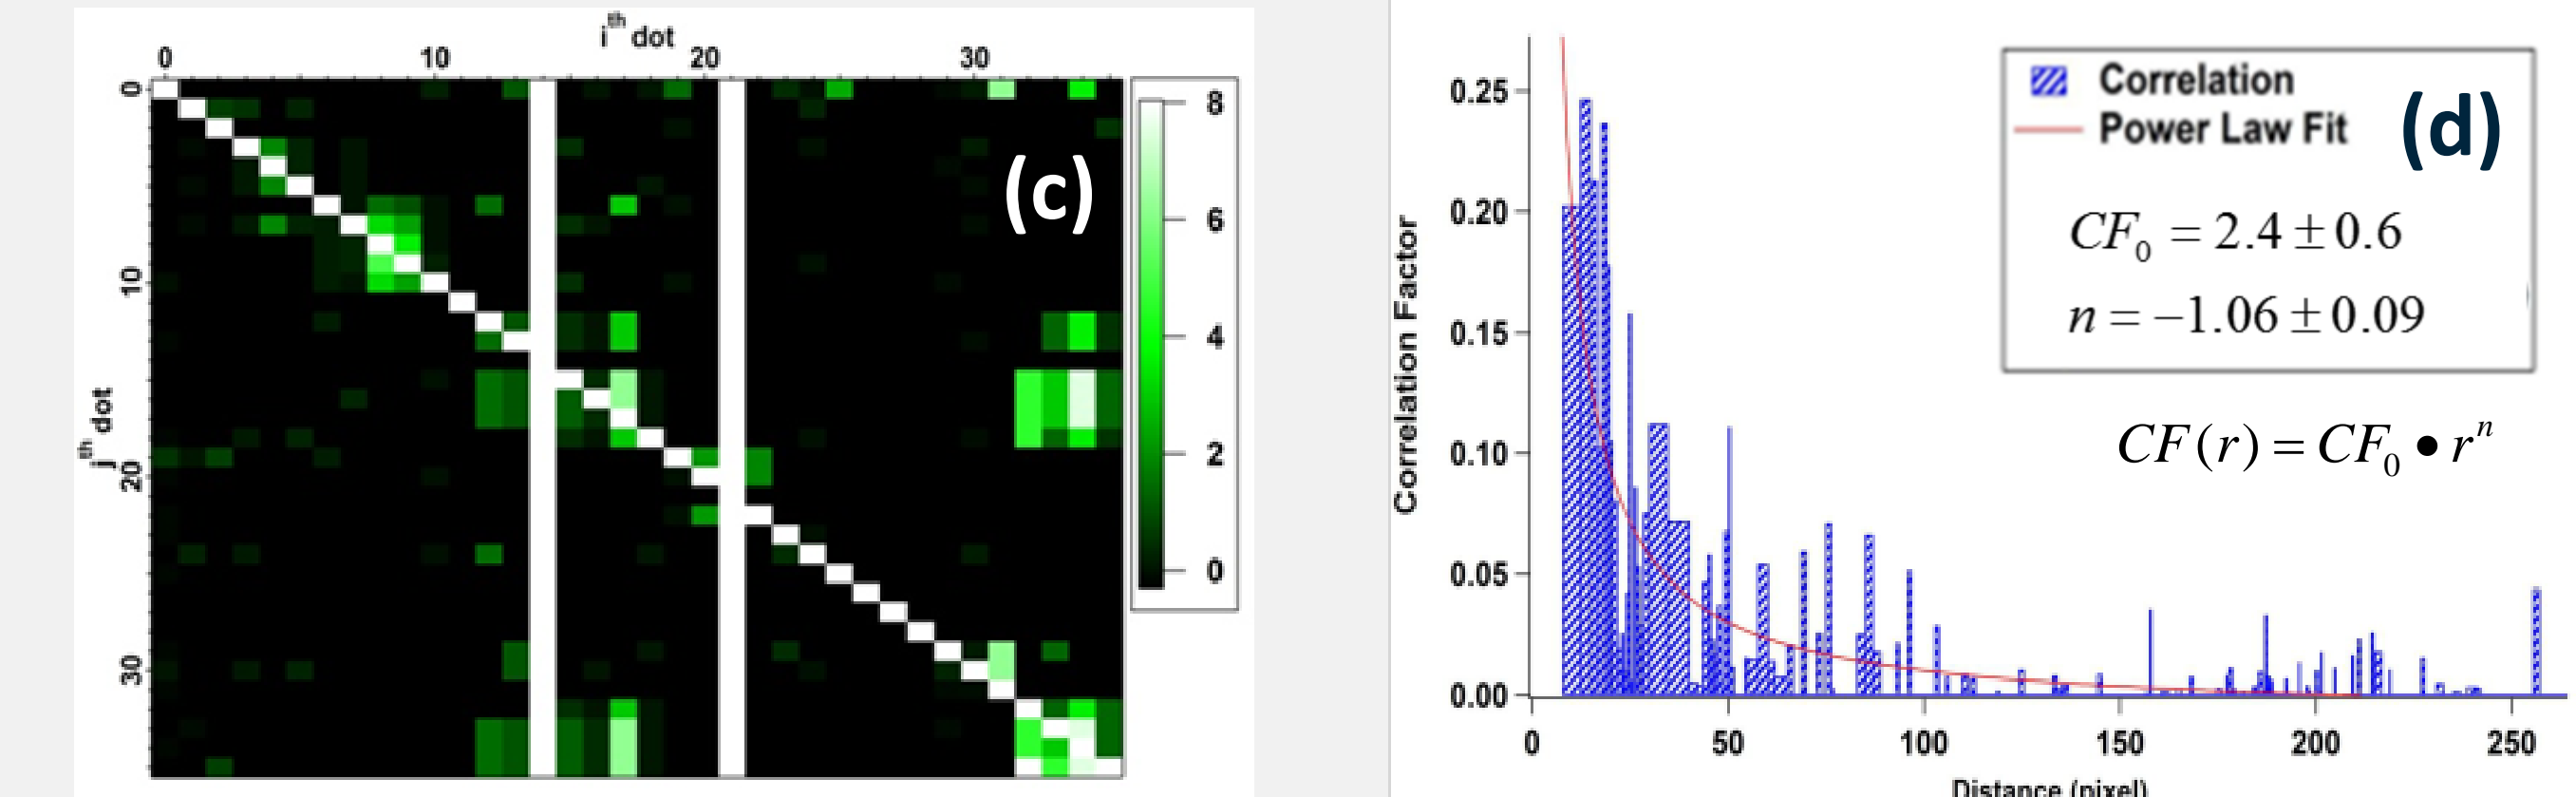 i^th dot
0 10 20 30
0
10
20
30
j^th dot
8
6
4
2
0
(c)
Correlation Factor
0.25
0.20
0.15
0.10
0.05
0.00
0 50 100 150 200 250
Distance (pixel)
Correlation
Power Law Fit
(d)
CF₀ = 2.4 ± 0.6
n = −1.06 ± 0.09
CF(r) = CF₀ • rⁿ